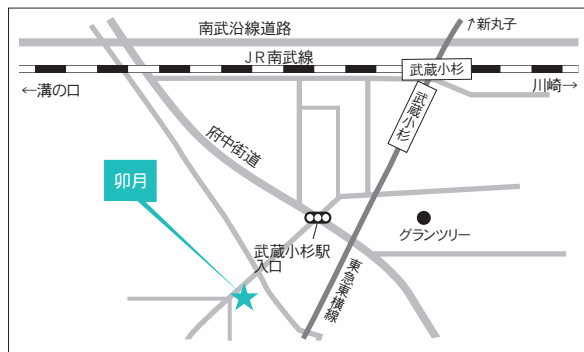 南武沿線道路
↗新丸子
JR南武線
武蔵小杉
←溝の口
川崎→
武蔵小杉
府中街道
卯月
武蔵小杉駅
入口
グランツリー
東急東横線